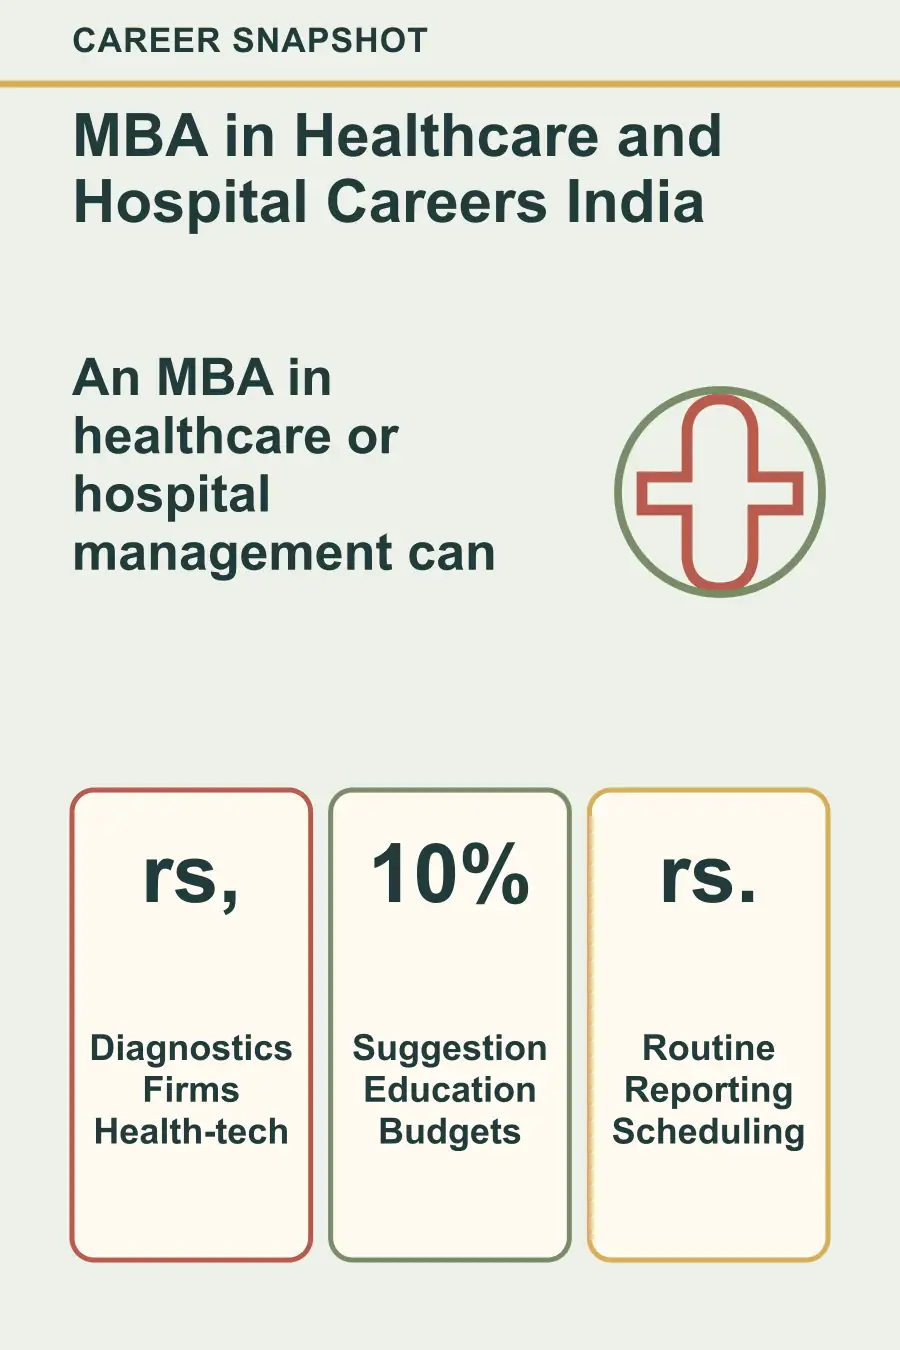 CAREER SNAPSHOT
MBA in Healthcare and
Hospital Careers India
An MBA in
healthcare or
hospital
management can
rs,
Diagnostics
Firms
Health-tech
10%
Suggestion
Education
Budgets
rs.
Routine
Reporting
Scheduling